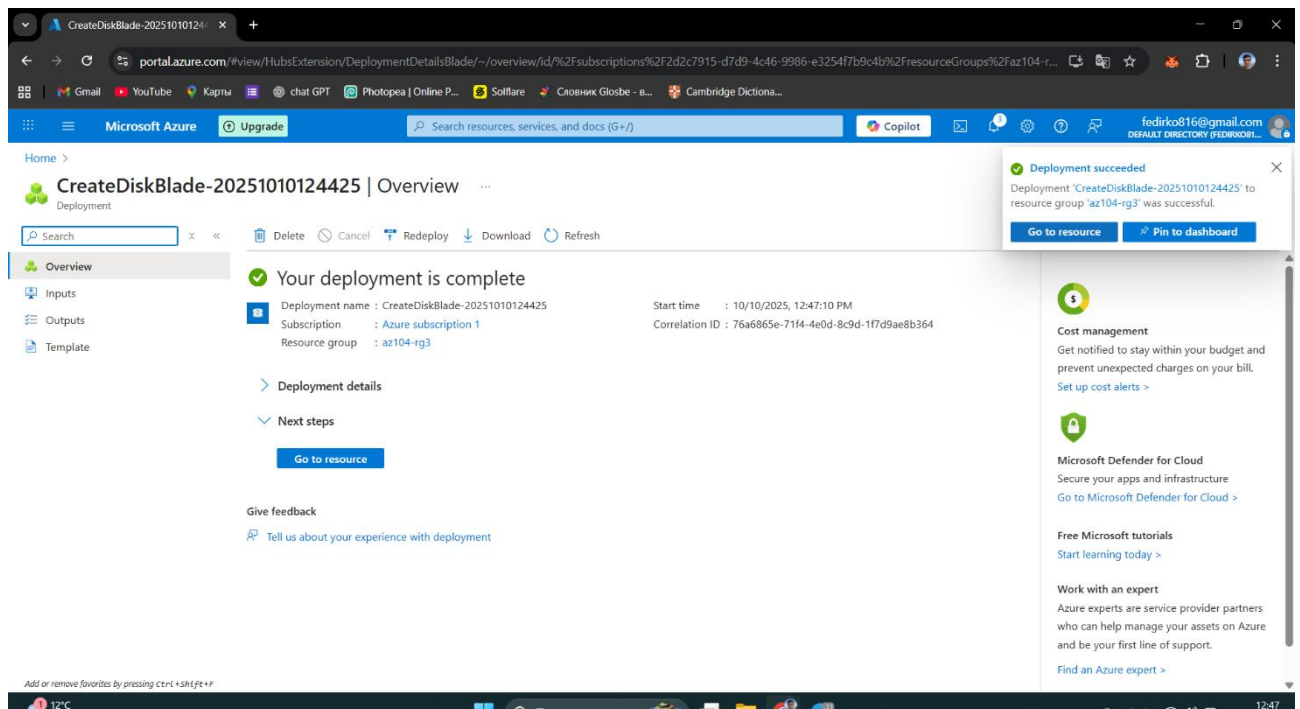 CreateDiskBlade-202510101244
portal.azure.com/#view/HubsExtension/DeploymentDetailsBlade/~/overview/id/%2Fsubscriptions%2F2d2c7915-d7d9-4c46-9986-e3254f7b9c4b%2FresourceGroups%2Faz104-r...
Gmail YouTube Карты chat GPT Photopea | Online P... Solflare Словник Glosbe - в... Cambridge Dictiona...
Microsoft Azure Upgrade Search resources, services, and docs (G+/) Copilot 3 fedirko816@gmail.com
DEFAULT DIRECTORY (FEDIRKO81...
Home >
CreateDiskBlade-20251010124425 | Overview ...
Deployment
Deployment succeeded
Deployment 'CreateDiskBlade-20251010124425' to
resource group 'az104-rg3' was successful.
Go to resource Pin to dashboard
Search
Delete Cancel Redeploy Download Refresh
Overview
Inputs
Outputs
Template
Your deployment is complete
Deployment name : CreateDiskBlade-20251010124425
Subscription : Azure subscription 1
Resource group : az104-rg3
Start time : 10/10/2025, 12:47:10 PM
Correlation ID : 76a6865e-71f4-4e0d-8c9d-1f7d9ae8b364
Deployment details
Next steps
Go to resource
Give feedback
Tell us about your experience with deployment
Cost management
Get notified to stay within your budget and
prevent unexpected charges on your bill.
Set up cost alerts >
Microsoft Defender for Cloud
Secure your apps and infrastructure
Go to Microsoft Defender for Cloud >
Free Microsoft tutorials
Start learning today >
Work with an expert
Azure experts are service provider partners
who can help manage your assets on Azure
and be your first line of support.
Find an Azure expert >
Add or remove favorites by pressing Ctrl+Shift+F
1 12°C 12:47